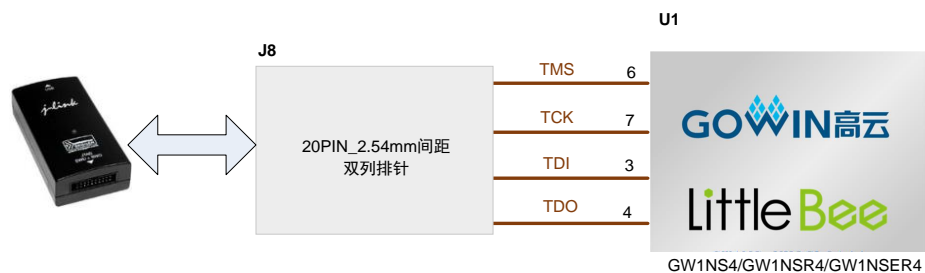 U1
J8
j-link
20PIN_2.54mm间距
双列排针
TMS 6
TCK 7
TDI 3
TDO 4
GOWIN高云
LittleBee
GW1NS4/GW1NSR4/GW1NSER4